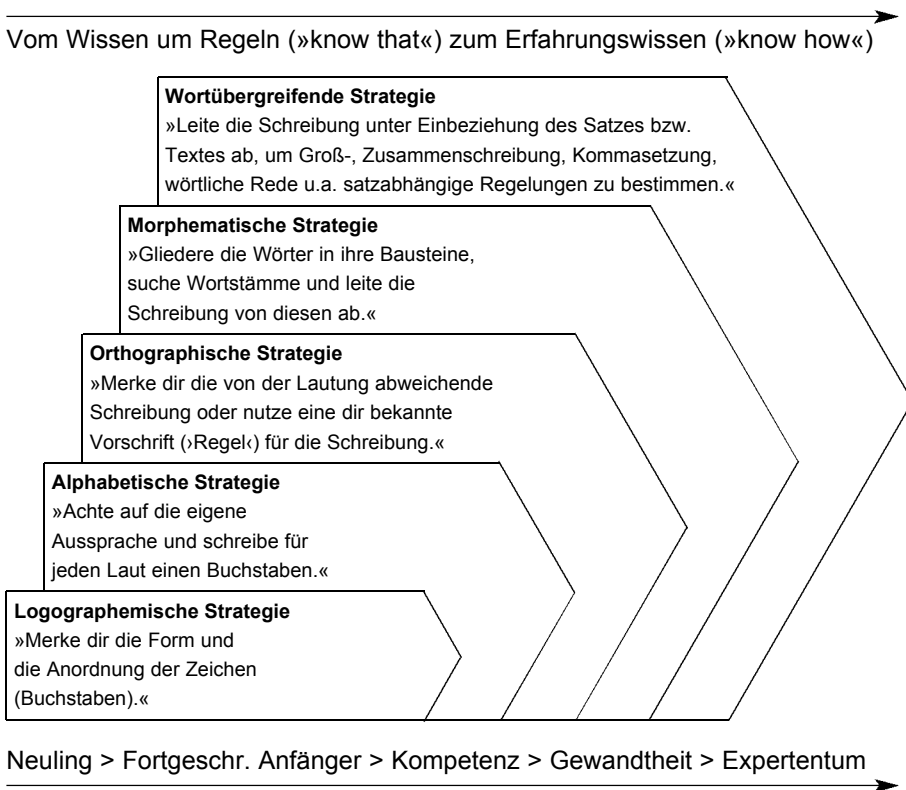 Vom Wissen um Regeln (»know that«) zum Erfahrungswissen (»know how«)
Wortübergreifende Strategie
»Leite die Schreibung unter Einbeziehung des Satzes bzw.
Textes ab, um Groß-, Zusammenschreibung, Kommasetzung,
wörtliche Rede u.a. satzabhängige Regelungen zu bestimmen.«
Morphematische Strategie
»Gliedere die Wörter in ihre Bausteine,
suche Wortstämme und leite die
Schreibung von diesen ab.«
Orthographische Strategie
»Merke dir die von der Lautung abweichende
Schreibung oder nutze eine dir bekannte
Vorschrift (›Regel‹) für die Schreibung.«
Alphabetische Strategie
»Achte auf die eigene
Aussprache und schreibe für
jeden Laut einen Buchstaben.«
Logographemische Strategie
»Merke dir die Form und
die Anordnung der Zeichen
(Buchstaben).«
Neuling > Fortgeschr. Anfänger > Kompetenz > Gewandtheit > Expertentum